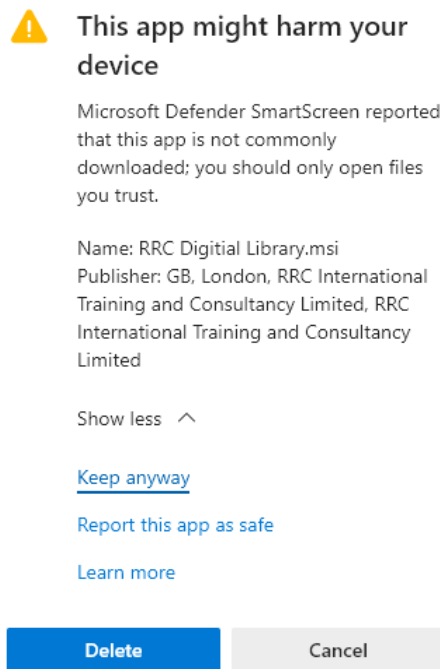 This app might harm your
device
Microsoft Defender SmartScreen reported
that this app is not commonly
downloaded; you should only open files
you trust.
Name: RRC Digitial Library.msi
Publisher: GB, London, RRC International
Training and Consultancy Limited, RRC
International Training and Consultancy
Limited
Show less
Keep anyway
Report this app as safe
Learn more
Delete
Cancel